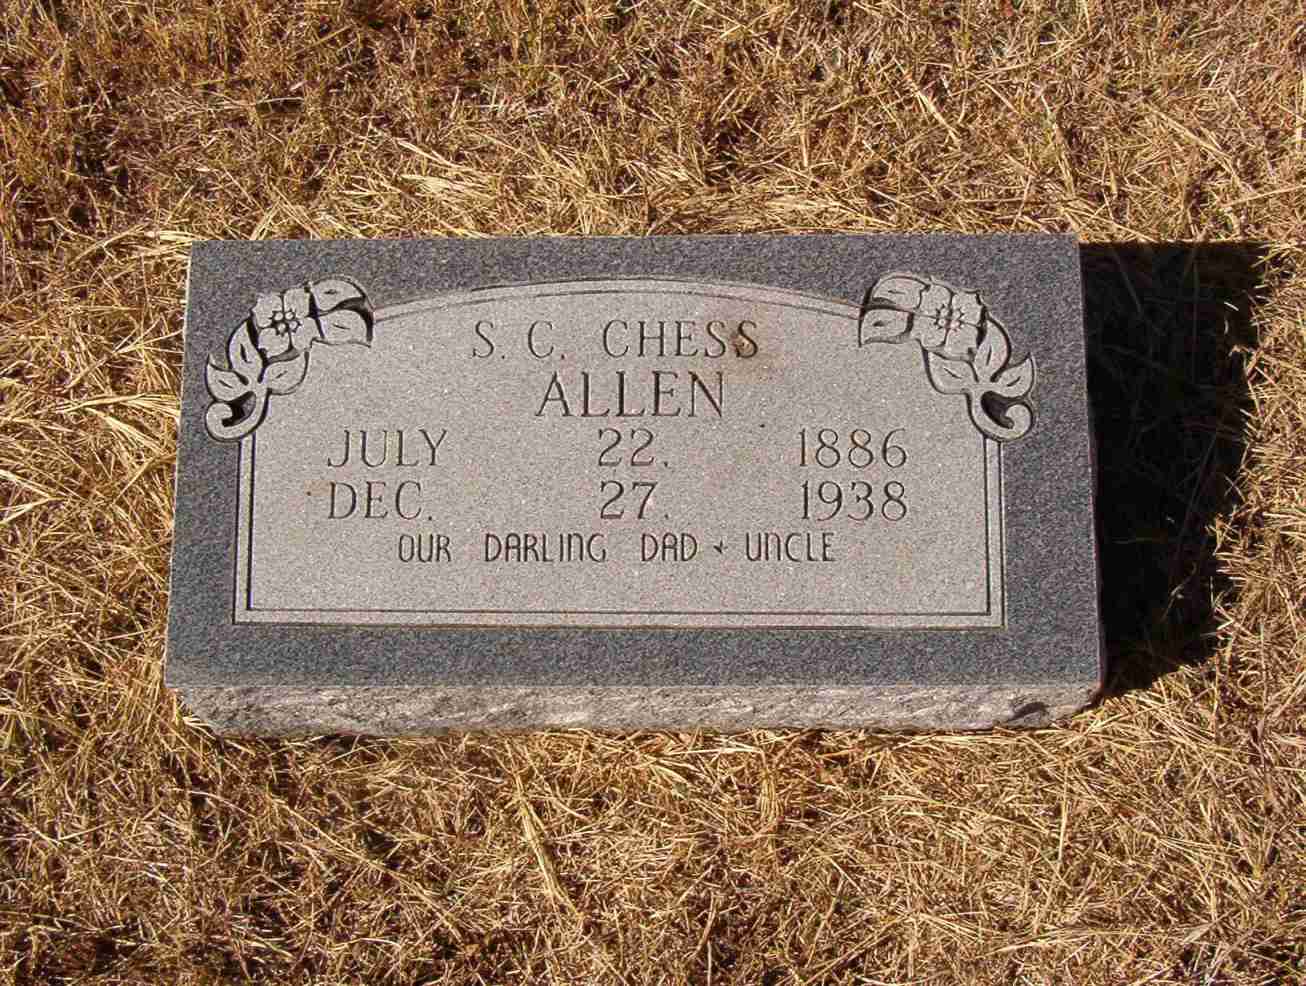 S. C. CHESS
ALLEN
JULY 22. 1886
DEC. 27. 1938
OUR DARLING DAD + UNCLE